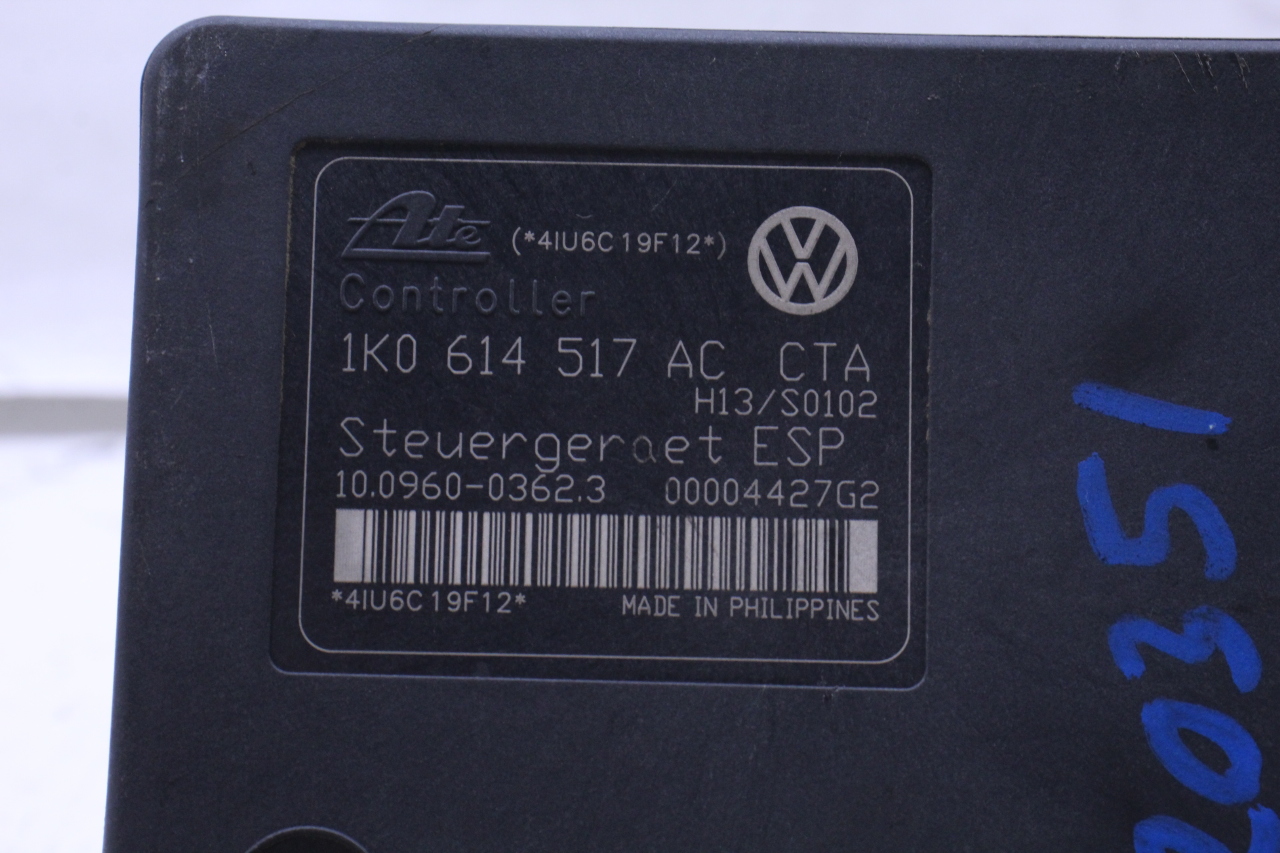 Ate (*4IU6C19F12*)
Controller
1K0 614 517 AC CTA
H13/S0102
Steuergeraet ESP
10.0960-0362.3 00004427G2
*4IU6C19F12*
MADE IN PHILIPPINES
20351